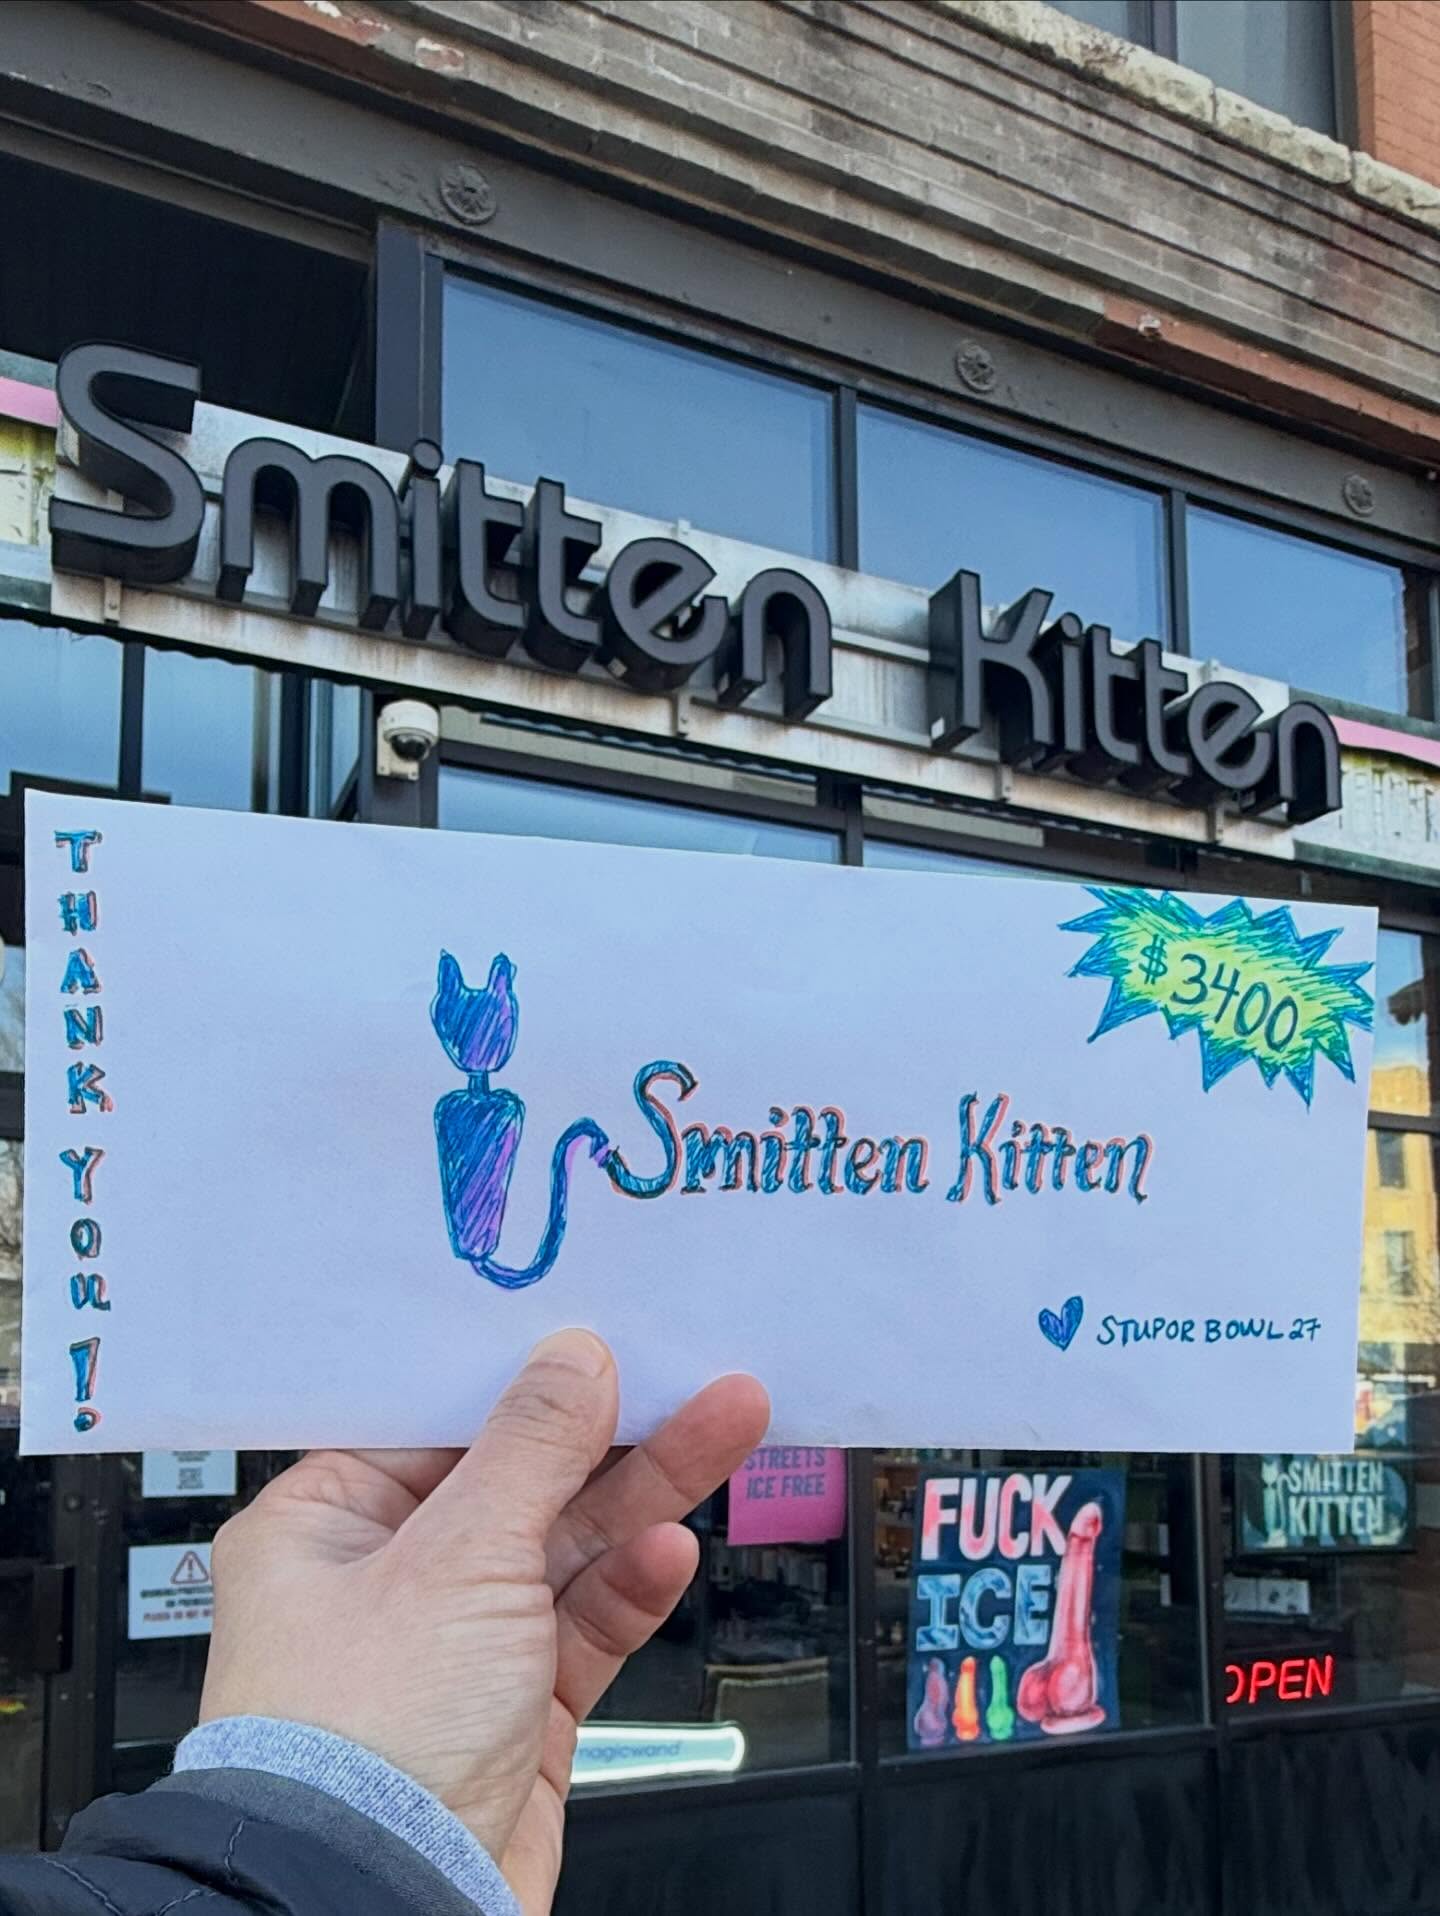 Smitten Kitten
THANK YOU!
$3400
Smitten Kitten
STUPOR BOWL 27
STREETS
ICE FREE
FUCK
ICE
SMITTEN
KITTEN
OPEN
magicwand